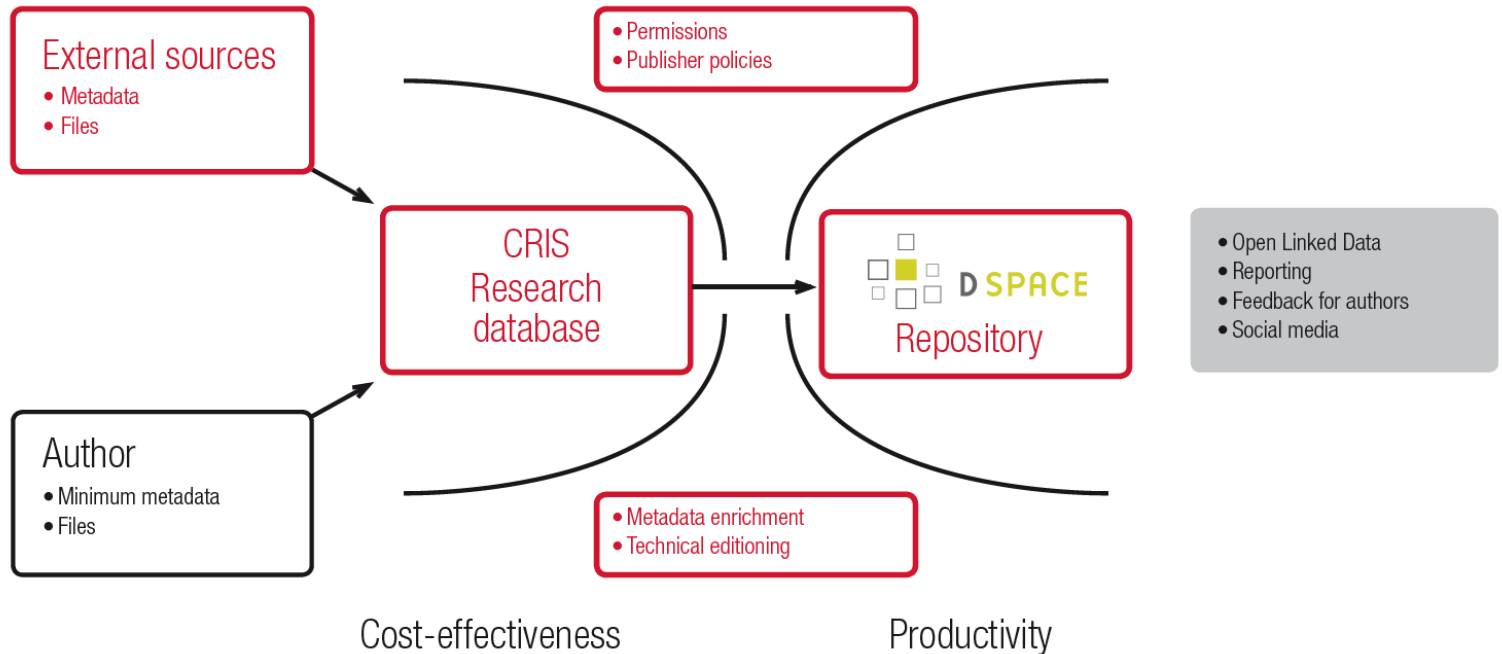 External sources
• Metadata
• Files
• Permissions
• Publisher policies
CRIS
Research
database
D SPACE
Repository
• Open Linked Data
• Reporting
• Feedback for authors
• Social media
Author
• Minimum metadata
• Files
• Metadata enrichment
• Technical editioning
Cost-effectiveness
Productivity